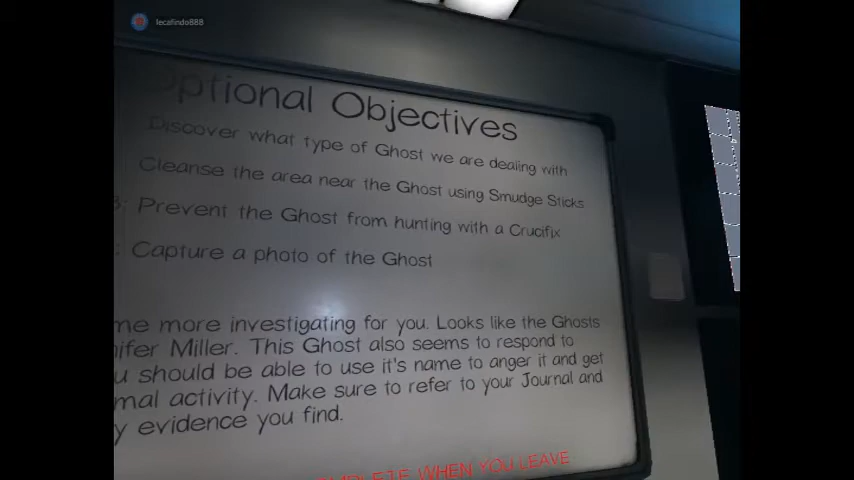 lecafindo888
Optional Objectives
Discover what type of Ghost we are dealing with
Cleanse the area near the Ghost using Smudge Sticks
3: Prevent the Ghost from hunting with a Crucifix
: Capture a photo of the Ghost
me more investigating for you. Looks like the Ghosts
nifer Miller. This Ghost also seems to respond to
u should be able to use it's name to anger it and get
mal activity. Make sure to refer to your Journal and
y evidence you find.
MPLETE WHEN YOU LEAVE